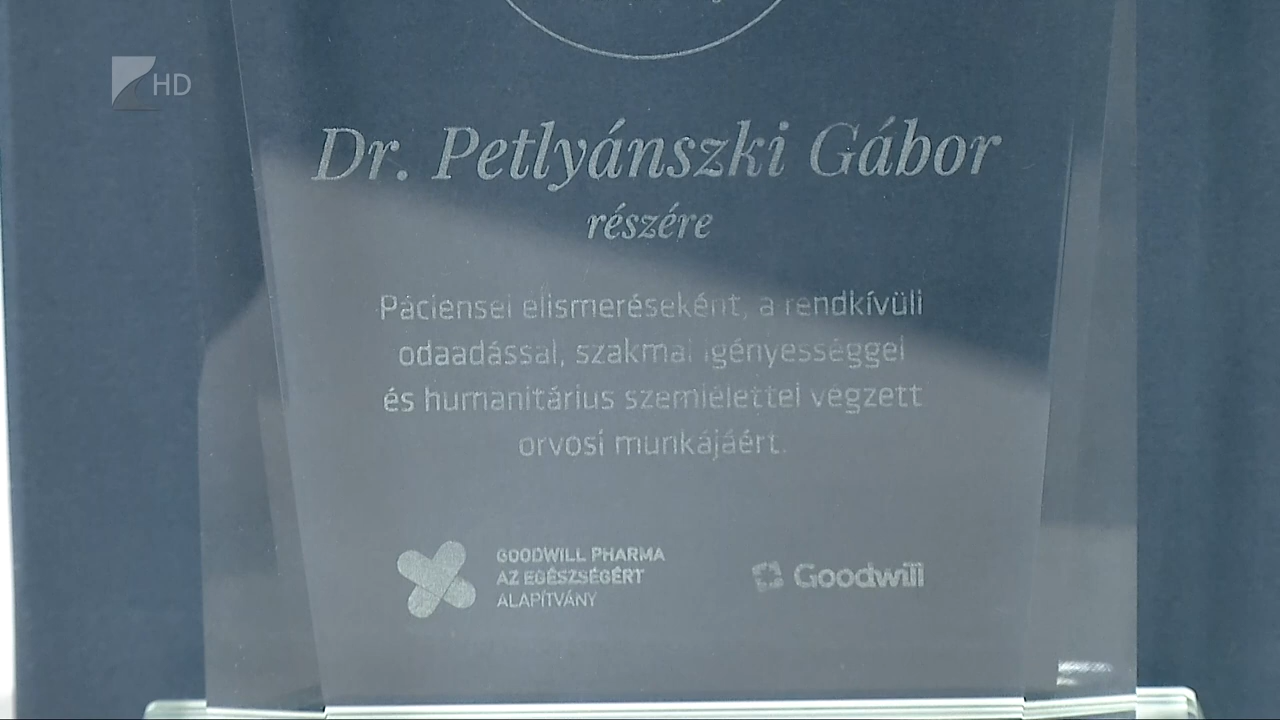 HD
Dr. Petlyánszki Gábor
részére
Páciensei elismeréseként, a rendkívüli
odaadással, szakmai igényességgel
és humanitárius szemlélettel végzett
orvosi munkájáért.
GOODWILL PHARMA
AZ EGÉSZSÉGÉRT
ALAPÍTVÁNY
Goodwill